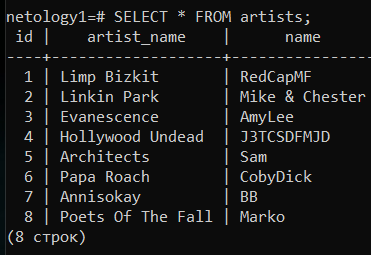 netology1=# SELECT * FROM artists;
 id |    artist_name    |      name
----+-------------------+----------------
  1 | Limp Bizkit       | RedCapMF
  2 | Linkin Park       | Mike & Chester
  3 | Evanescence       | AmyLee
  4 | Hollywood Undead  | J3TCSDFMJD
  5 | Architects        | Sam
  6 | Papa Roach        | CobyDick
  7 | Annisokay         | BB
  8 | Poets Of The Fall | Marko
(8 строк)